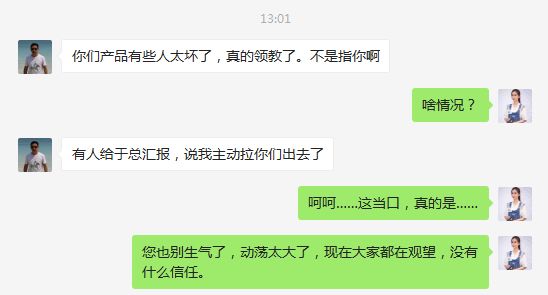 13:01
你们产品有些人太坏了，真的领教了。不是指你啊
啥情况？
有人给于总汇报，说我主动拉你们出去了
呵呵……这当口，真的是……
您也别生气了，动荡太大了，现在大家都在观望，没有
什么信任。